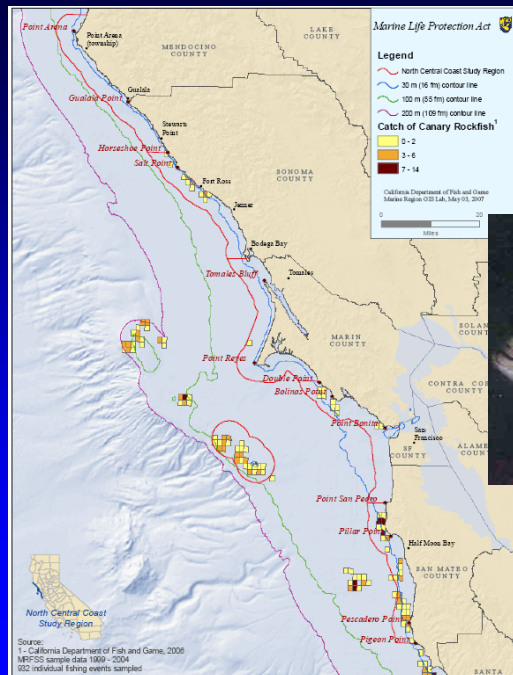 Marine Life Protection Act
Legend
North Central Coast Study Region
30 m (16 fm) contour line
100 m (55 fm) contour line
200 m (109 fm) contour line
Catch of Canary Rockfish¹
0 - 2
3 - 6
7 - 14
California Department of Fish and Game
Marine Region GIS Lab, May 03, 2007
0
20
Miles
Point Arena
Point Arena
(township)
MENDOCINO
COUNTY
LAKE
COUNTY
Gualala
Gualala Point
Stewarts
Point
Horseshoe Point
Salt Point
Fort Ross
SONOMA
COUNTY
Jenner
Bodega Bay
Tomales Bluff
Tomales
MARIN
COUNTY
Point Reyes
Double Point
Bolinas Point
SOLAN
COUNTY
CONTRA COS
COUNTY
Point Bonita
San
Francisco
SF
COUNTY
ALAME
COUNT
Point San Pedro
Pillar Point
Half Moon Bay
SAN MATEO
COUNTY
Pescadero Point
Pigeon Point
SANTA
North Central Coast
Study Region
Source:
1 - California Department of Fish and Game, 2006
MRFSS sample data 1999 - 2004
932 individual fishing events sampled